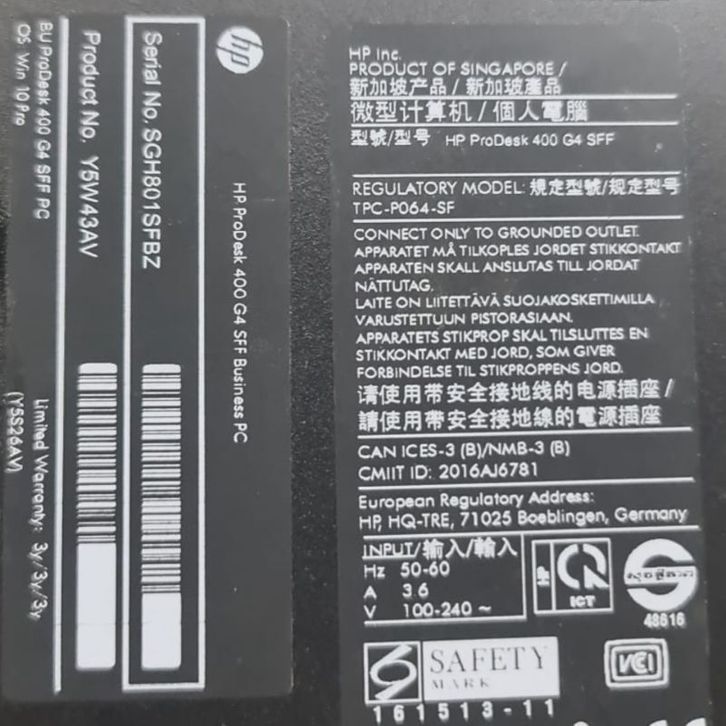 hp
HP ProDesk 400 G4 SFF Business PC
Serial No. SGH801SFBZ
Product No. Y5W43AV
BU ProDesk 400 G4 SFF PC
Limited Warranty: 3y/3y/3y
OS Win 10 Pro
(Y5S26AV)
HP Inc.
PRODUCT OF SINGAPORE /
新加坡产品 / 新加坡產品
微型计算机 / 個人電腦
型號/型号 HP ProDesk 400 G4 SFF
REGULATORY MODEL: 規定型號/规定型号
TPC-P064-SF
CONNECT ONLY TO GROUNDED OUTLET.
APPARATET MÅ TILKOPLES JORDET STIKKONTAKT
APPARATEN SKALL ANSLUTAS TILL JORDAT
NÄTTUTAG.
LAITE ON LIITETTÄVÄ SUOJAKOSKETTIMILLA
VARUSTETTUUN PISTORASIAAN.
APPARATETS STIKPROP SKAL TILSLUTTES EN
STIKKONTAKT MED JORD, SOM GIVER
FORBINDELSE TIL STIKPROPPENS JORD.
请使用带安全接地线的电源插座 /
請使用帶安全接地線的電源插座
CAN ICES-3 (B)/NMB-3 (B)
CMIIT ID: 2016AJ6781
European Regulatory Address:
HP, HQ-TRE, 71025 Boeblingen, Germany
INPUT/输入/輸入
Hz 50-60
A 3.6
V 100-240 ~
ICT
48616
SAFETY
MARK
161513-11
VCI